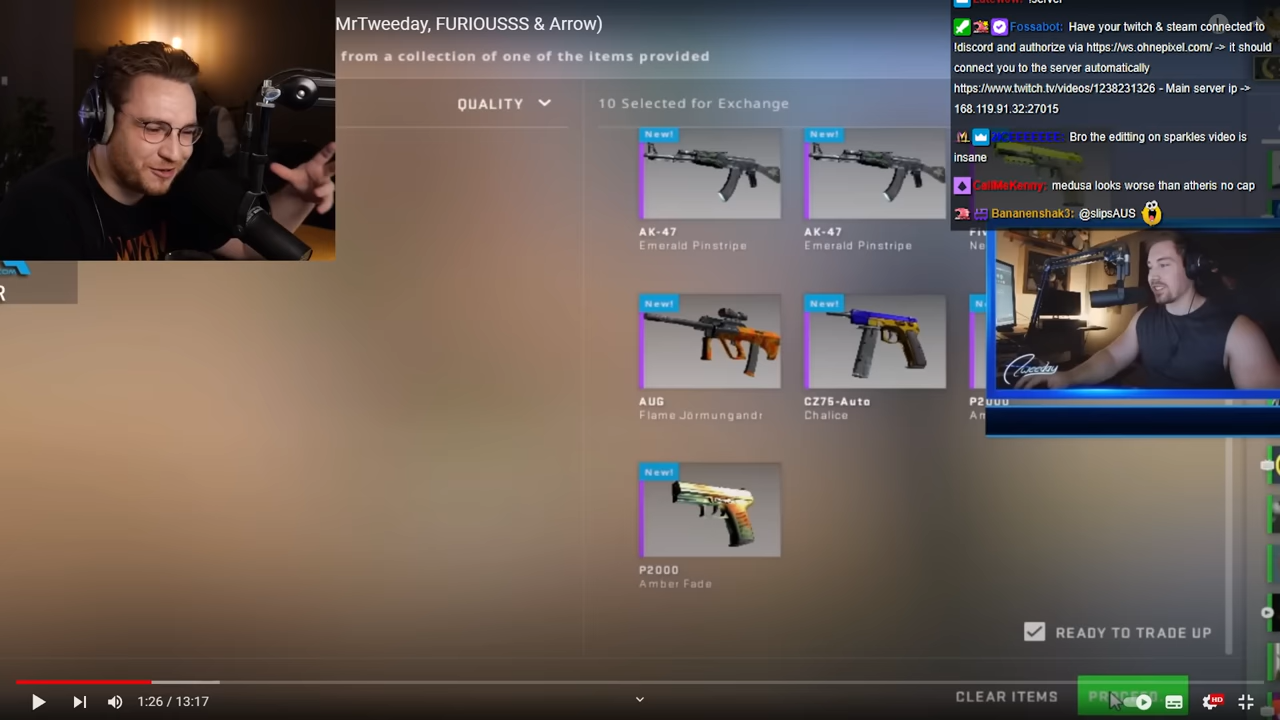 MrTweeday, FURIOUSSS & Arrow)
from a collection of one of the items provided
QUALITY
10 Selected for Exchange
New!
New!
AK-47
Emerald Pinstripe
AK-47
Emerald Pinstripe
New!
New!
AUG
Flame Jörmungandr
CZ75-Auto
Chalice
P2000
Am
New!
P2000
Amber Fade
READY TO TRADE UP
CLEAR ITEMS
1:26 / 13:17
HD
Fossabot: Have your twitch & steam connected to
!discord and authorize via https://ws.ohnepixel.com/ -> it should
connect you to the server automatically
https://www.twitch.tv/videos/1238231326 - Main server ip ->
168.119.91.32:27015
Bro the editting on sparkles video is
insane
CallMeKenny: medusa looks worse than atheris no cap
Bananenshak3: @slipsAUS
Tweeday